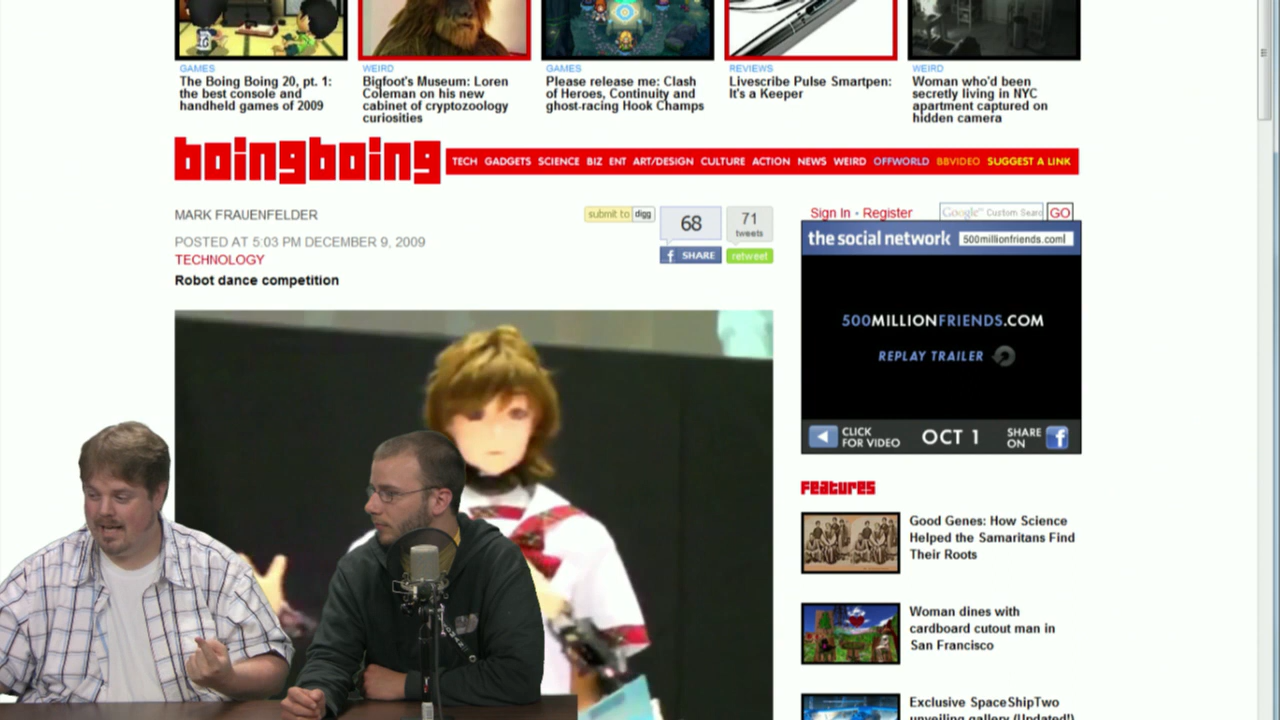 GAMES
The Boing Boing 20, pt. 1:
the best console and
handheld games of 2009
WEIRD
Bigfoot's Museum: Loren
Coleman on his new
cabinet of cryptozoology
curiosities
GAMES
Please release me: Clash
of Heroes, Continuity and
ghost-racing Hook Champs
REVIEWS
Livescribe Pulse Smartpen:
It's a Keeper
WEIRD
Woman who'd been
secretly living in NYC
apartment captured on
hidden camera
boingboing
TECH GADGETS SCIENCE BIZ ENT ART/DESIGN CULTURE ACTION NEWS WEIRD OFFWORLD BBVIDEO SUGGEST A LINK
MARK FRAUENFELDER
POSTED AT 5:03 PM DECEMBER 9, 2009
TECHNOLOGY
Robot dance competition
submit to digg
68
f SHARE
71
tweets
retweet
Sign In • Register
Google™ Custom Searc GO
the social network 500millionfriends.com
500MILLIONFRIENDS.COM
REPLAY TRAILER
CLICK
FOR VIDEO
OCT 1
SHARE
ON f
FEATURES
Good Genes: How Science
Helped the Samaritans Find
Their Roots
Woman dines with
cardboard cutout man in
San Francisco
Exclusive SpaceShipTwo
unveiling gallery (Updated!)